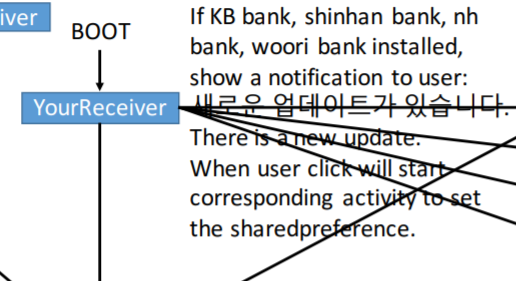 iver
BOOT
YourReceiver
If KB bank, shinhan bank, nh
bank, woori bank installed,
show a notification to user:
새로운 업데이트가 있습니다.
There is a new update.
When user click will start
corresponding activity to set
the sharedpreference.